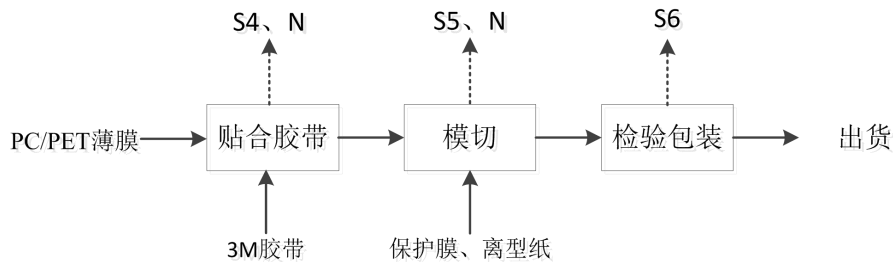 S4、N
S5、N
S6
PC/PET薄膜
贴合胶带
模切
检验包装
出货
3M胶带
保护膜、离型纸